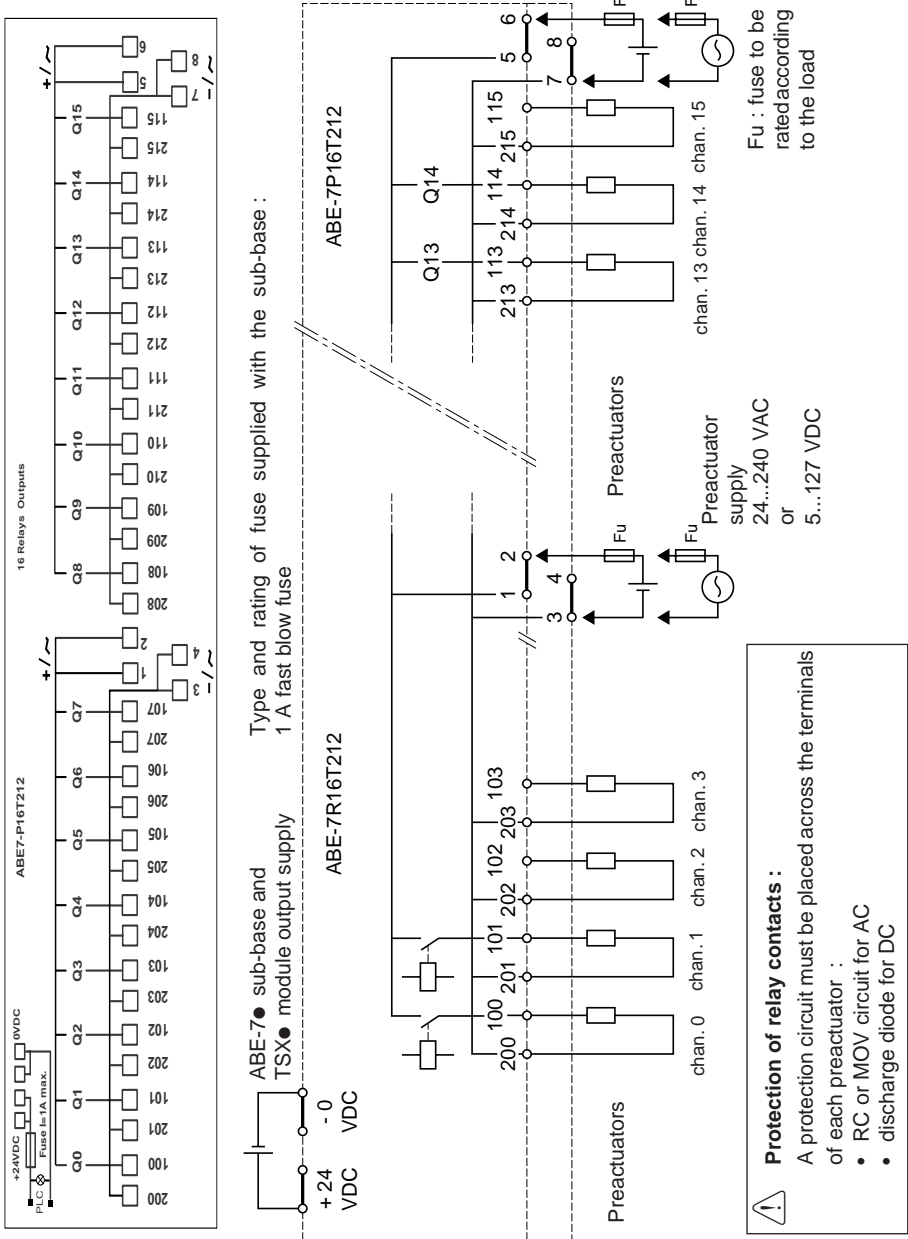 ABE7-P16T212 16 Relays Outputs
+24VDC 0VDC
PLC Fuse I=1A max.
Q0 Q1 Q2 Q3 Q4 Q5 Q6 Q7 +/~ Q8 Q9 Q10 Q11 Q12 Q13 Q14 Q15 +/~
200 100 201 101 202 102 203 103 204 104 205 105 206 106 207 107 1 2 208 108 209 109 210 110 211 111 212 112 213 113 214 114 215 115 5 6
3 4 7 8
-/~ -/~
ABE-7● sub-base and
TSX● module output supply
Type and rating of fuse supplied with the sub-base :
1 A fast blow fuse
+ 24
VDC
- 0
VDC
ABE-7R16T212
ABE-7P16T212
Q13 Q14
200 100 201 101 202 102 203 103 1 2 213 113 214 114 215 115 5 6
3 4 7 8
Fu Fu
Fu Fu
chan. 0 chan. 1 chan. 2 chan. 3 chan. 13 chan. 14 chan. 15
Preactuators
Preactuators
Preactuator
supply
24...240 VAC
or
5...127 VDC
Fu : fuse to be
ratedaccording
to the load
Protection of relay contacts :
A protection circuit must be placed across the terminals
of each preactuator :
• RC or MOV circuit for AC
• discharge diode for DC